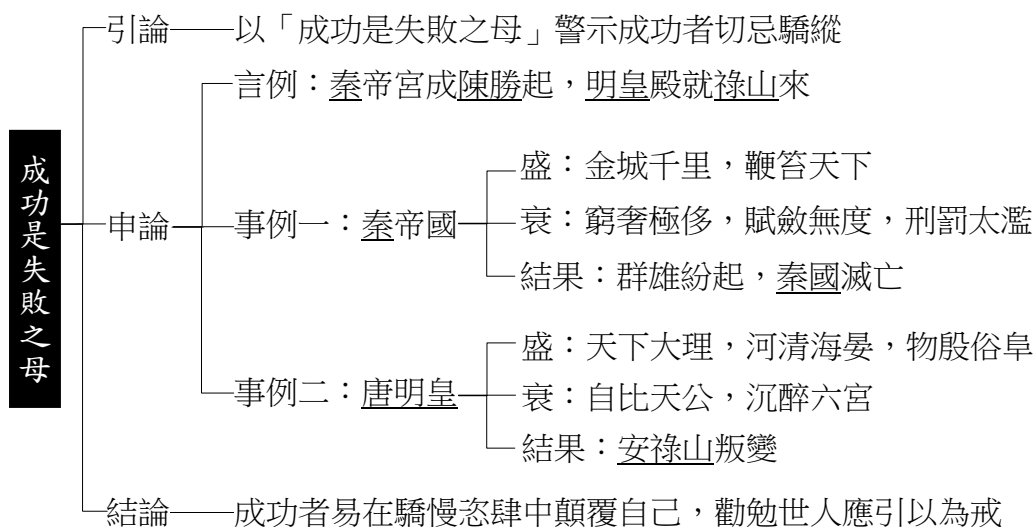 成功是失敗之母
引論——以「成功是失敗之母」警示成功者切忌驕縱
申論
言例：秦帝宮成陳勝起，明皇殿就祿山來
事例一：秦帝國
盛：金城千里，鞭笞天下
衰：窮奢極侈，賦斂無度，刑罰太濫
結果：群雄紛起，秦國滅亡
事例二：唐明皇
盛：天下大理，河清海晏，物殷俗阜
衰：自比天公，沉醉六宮
結果：安祿山叛變
結論——成功者易在驕慢恣肆中顛覆自己，勸勉世人應引以為戒